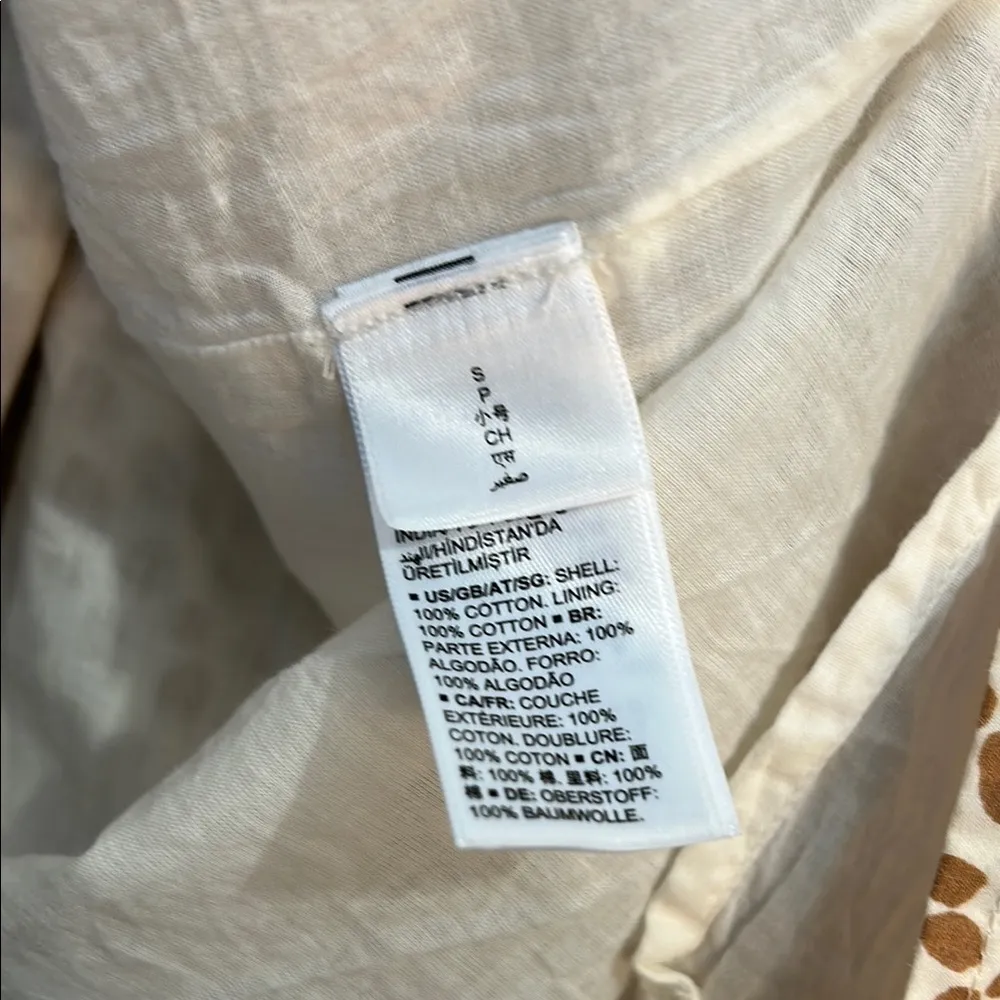 S
P
小号
CH
एस
صغير
INDIA
الهند/HİNDİSTAN'DA
ÜRETİLMİŞTİR
▪ US/GB/AT/SG: SHELL:
100% COTTON. LINING:
100% COTTON ▪ BR:
PARTE EXTERNA: 100%
ALGODÃO. FORRO:
100% ALGODÃO
▪ CA/FR: COUCHE
EXTÉRIEURE: 100%
COTON. DOUBLURE:
100% COTON ▪ CN: 面
料: 100% 棉. 里料: 100%
棉 ▪ DE: OBERSTOFF:
100% BAUMWOLLE.